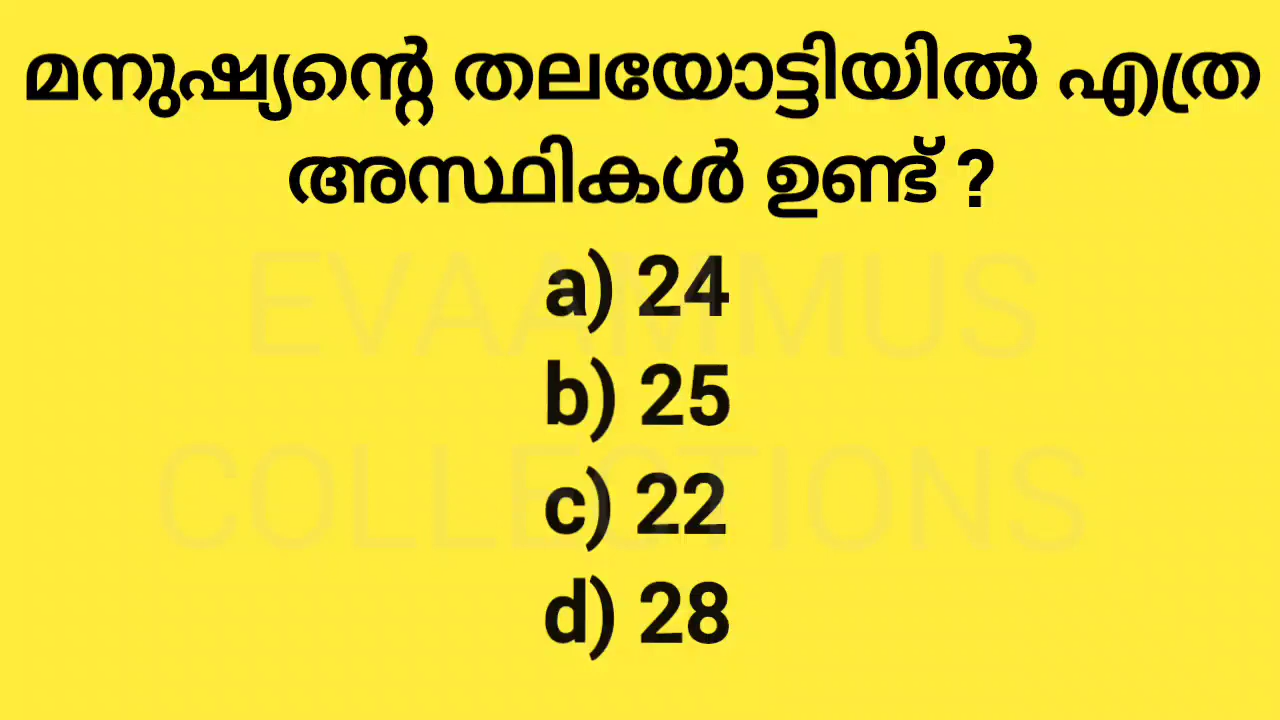 മനുഷ്യന്റെ തലയോട്ടിയിൽ എത്ര
അസ്ഥികൾ ഉണ്ട് ?
a) 24
EVAAMMUS
b) 25
c) 22
COLLECTIONS
d) 28